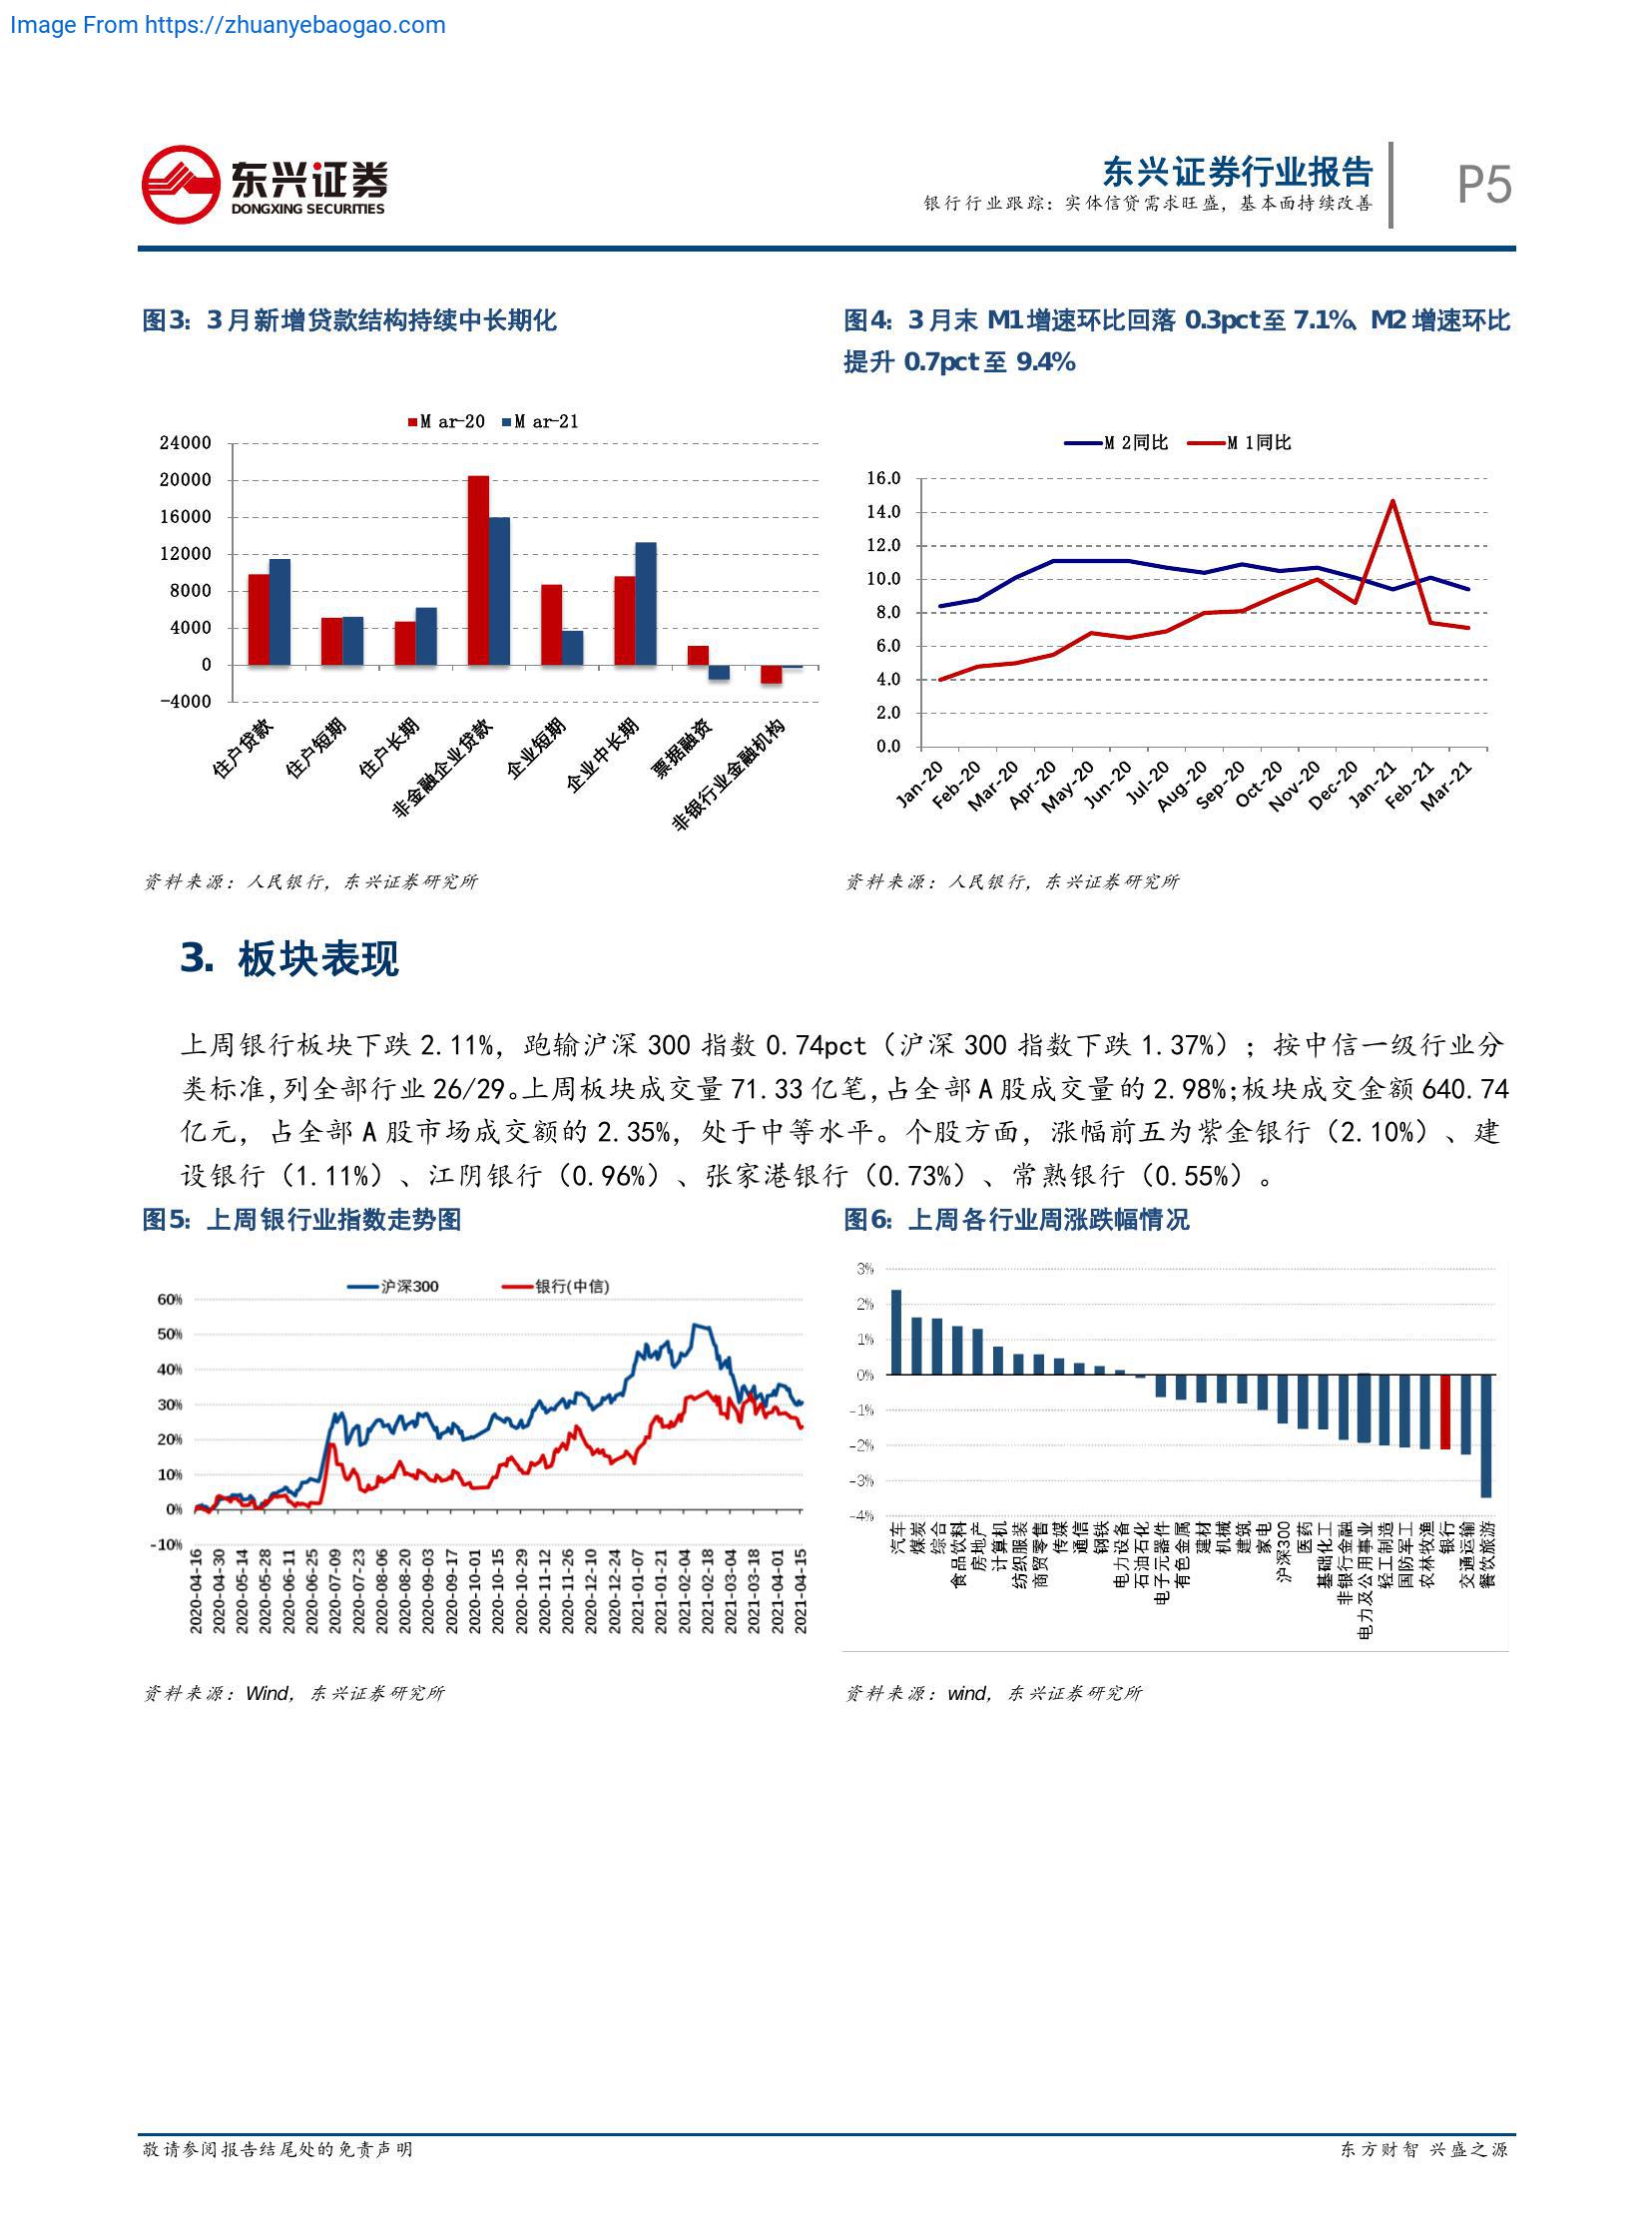 Image From https://zhuanyebaogao.com
东兴证券
DONGXING SECURITIES
东兴证券行业报告
银行行业跟踪：实体信贷需求旺盛，基本面持续改善
P5
图3：3 月新增贷款结构持续中长期化
Mar-20 Mar-21
24000
20000
16000
12000
8000
4000
0
-4000
住户贷款
住户短期
住户长期
非金融企业贷款
企业短期
企业中长期
票据融资
非银行业金融机构
资料来源：人民银行，东兴证券研究所
图4：3 月末 M1增速环比回落 0.3pct至 7.1%、M2 增速环比
提升 0.7pct至 9.4%
M2同比 M1同比
16.0
14.0
12.0
10.0
8.0
6.0
4.0
2.0
0.0
Jan-20
Feb-20
Mar-20
Apr-20
May-20
Jun-20
Jul-20
Aug-20
Sep-20
Oct-20
Nov-20
Dec-20
Jan-21
Feb-21
Mar-21
资料来源：人民银行，东兴证券研究所
3. 板块表现
上周银行板块下跌 2.11%，跑输沪深 300 指数 0.74pct（沪深 300 指数下跌 1.37%）；按中信一级行业分
类标准,列全部行业 26/29。上周板块成交量 71.33 亿笔,占全部 A 股成交量的 2.98%;板块成交金额 640.74
亿元，占全部 A 股市场成交额的 2.35%，处于中等水平。个股方面，涨幅前五为紫金银行（2.10%）、建
设银行（1.11%）、江阴银行（0.96%）、张家港银行（0.73%）、常熟银行（0.55%）。
图5：上周银行业指数走势图
沪深300 银行(中信)
60%
50%
40%
30%
20%
10%
0%
-10%
2020-04-16
2020-04-30
2020-05-14
2020-05-28
2020-06-11
2020-06-25
2020-07-09
2020-07-23
2020-08-06
2020-08-20
2020-09-03
2020-09-17
2020-10-01
2020-10-15
2020-10-29
2020-11-12
2020-11-26
2020-12-10
2020-12-24
2021-01-07
2021-01-21
2021-02-04
2021-02-18
2021-03-04
2021-03-18
2021-04-01
2021-04-15
资料来源：Wind，东兴证券研究所
图6：上周各行业周涨跌幅情况
3%
2%
1%
0%
-1%
-2%
-3%
-4%
汽车
煤炭
综合
食品饮料
房地产
计算机
纺织服装
商贸零售
传媒
通信
钢铁
电力设备
石油石化
电子元器件
有色金属
建材
机械
建筑
家电
沪深300
医药
基础化工
非银行金融
电力及公用事业
轻工制造
国防军工
农林牧渔
银行
交通运输
餐饮旅游
资料来源：wind，东兴证券研究所
敬请参阅报告结尾处的免责声明
东方财智 兴盛之源